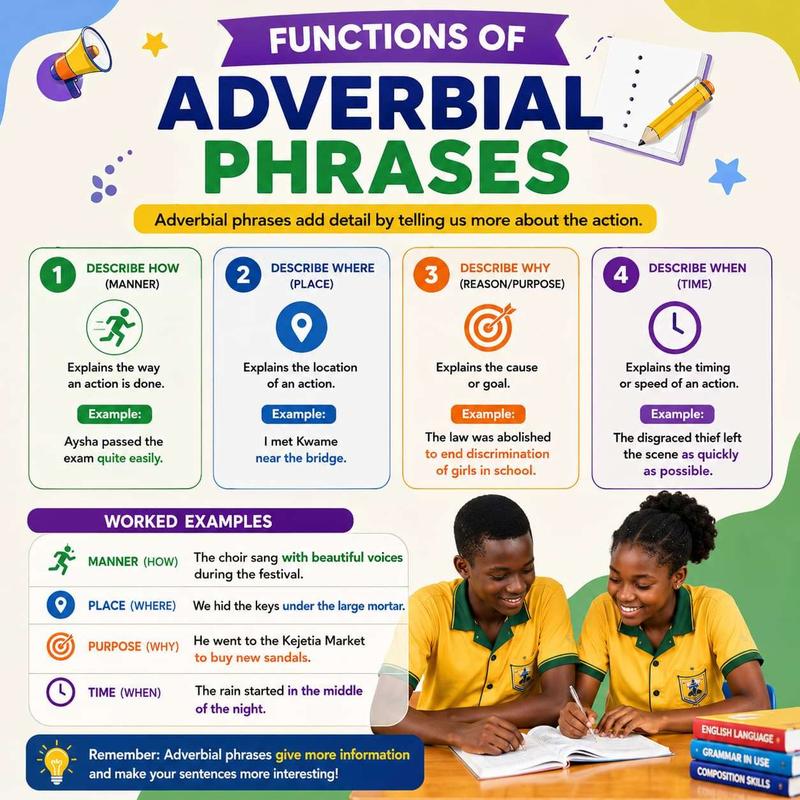 FUNCTIONS OF
ADVERBIAL
PHRASES
Adverbial phrases add detail by telling us more about the action.
1
DESCRIBE HOW
(MANNER)
Explains the way
an action is done.
Example:
Aysha passed the
exam quite easily.
2
DESCRIBE WHERE
(PLACE)
Explains the location
of an action.
Example:
I met Kwame
near the bridge.
3
DESCRIBE WHY
(REASON/PURPOSE)
Explains the cause
or goal.
Example:
The law was abolished
to end discrimination
of girls in school.
4
DESCRIBE WHEN
(TIME)
Explains the timing
or speed of an action.
Example:
The disgraced thief left
the scene as quickly
as possible.
WORKED EXAMPLES
MANNER (HOW)
The choir sang with beautiful voices
during the festival.
PLACE (WHERE)
We hid the keys under the large mortar.
PURPOSE (WHY)
He went to the Kejetia Market
to buy new sandals.
TIME (WHEN)
The rain started in the middle
of the night.
Remember: Adverbial phrases give more information
and make your sentences more interesting!
ENGLISH LANGUAGE
GRAMMAR IN USE
COMPOSITION SKILLS